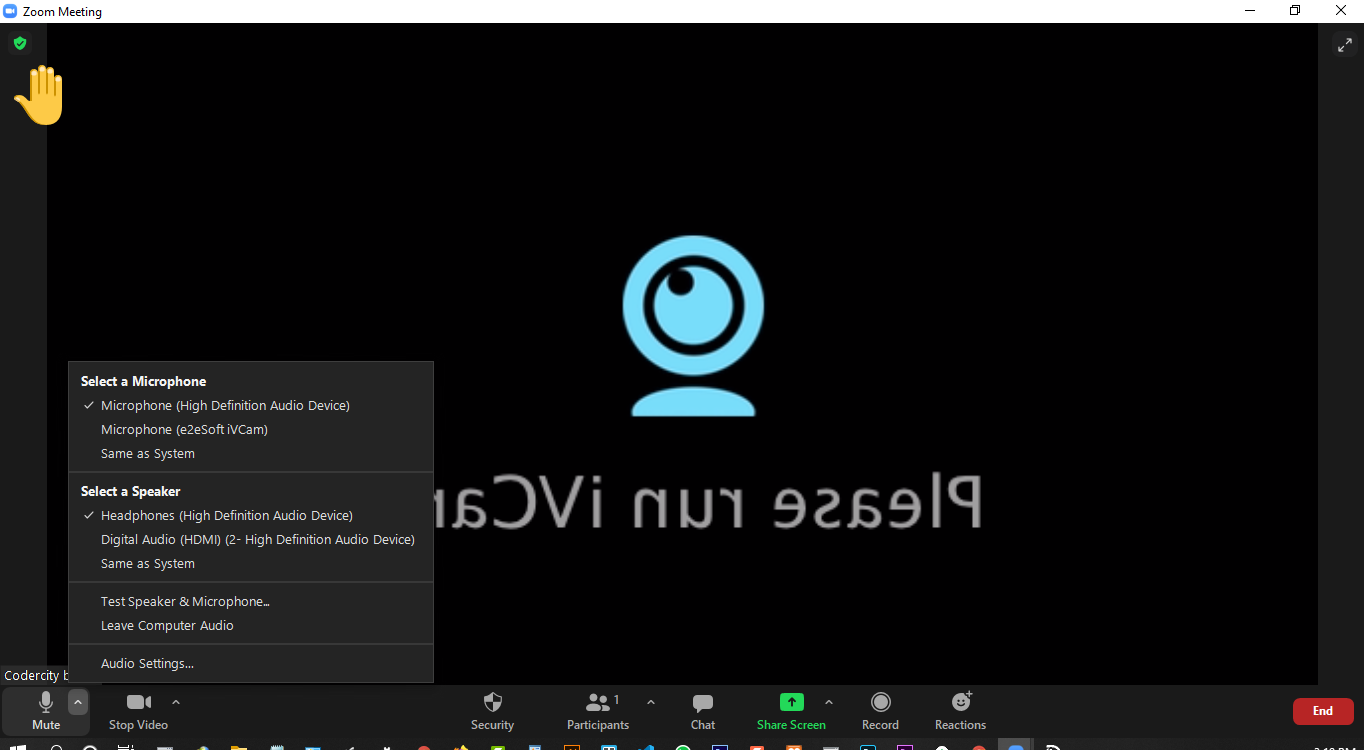 Zoom Meeting
Select a Microphone
Microphone (High Definition Audio Device)
Microphone (e2eSoft iVCam)
Same as System
Select a Speaker
Headphones (High Definition Audio Device)
Digital Audio (HDMI) (2- High Definition Audio Device)
Same as System
Test Speaker & Microphone...
Leave Computer Audio
Audio Settings...
Please run iVCam
Codercity
Mute
Stop Video
Security
1
Participants
Chat
Share Screen
Record
Reactions
End